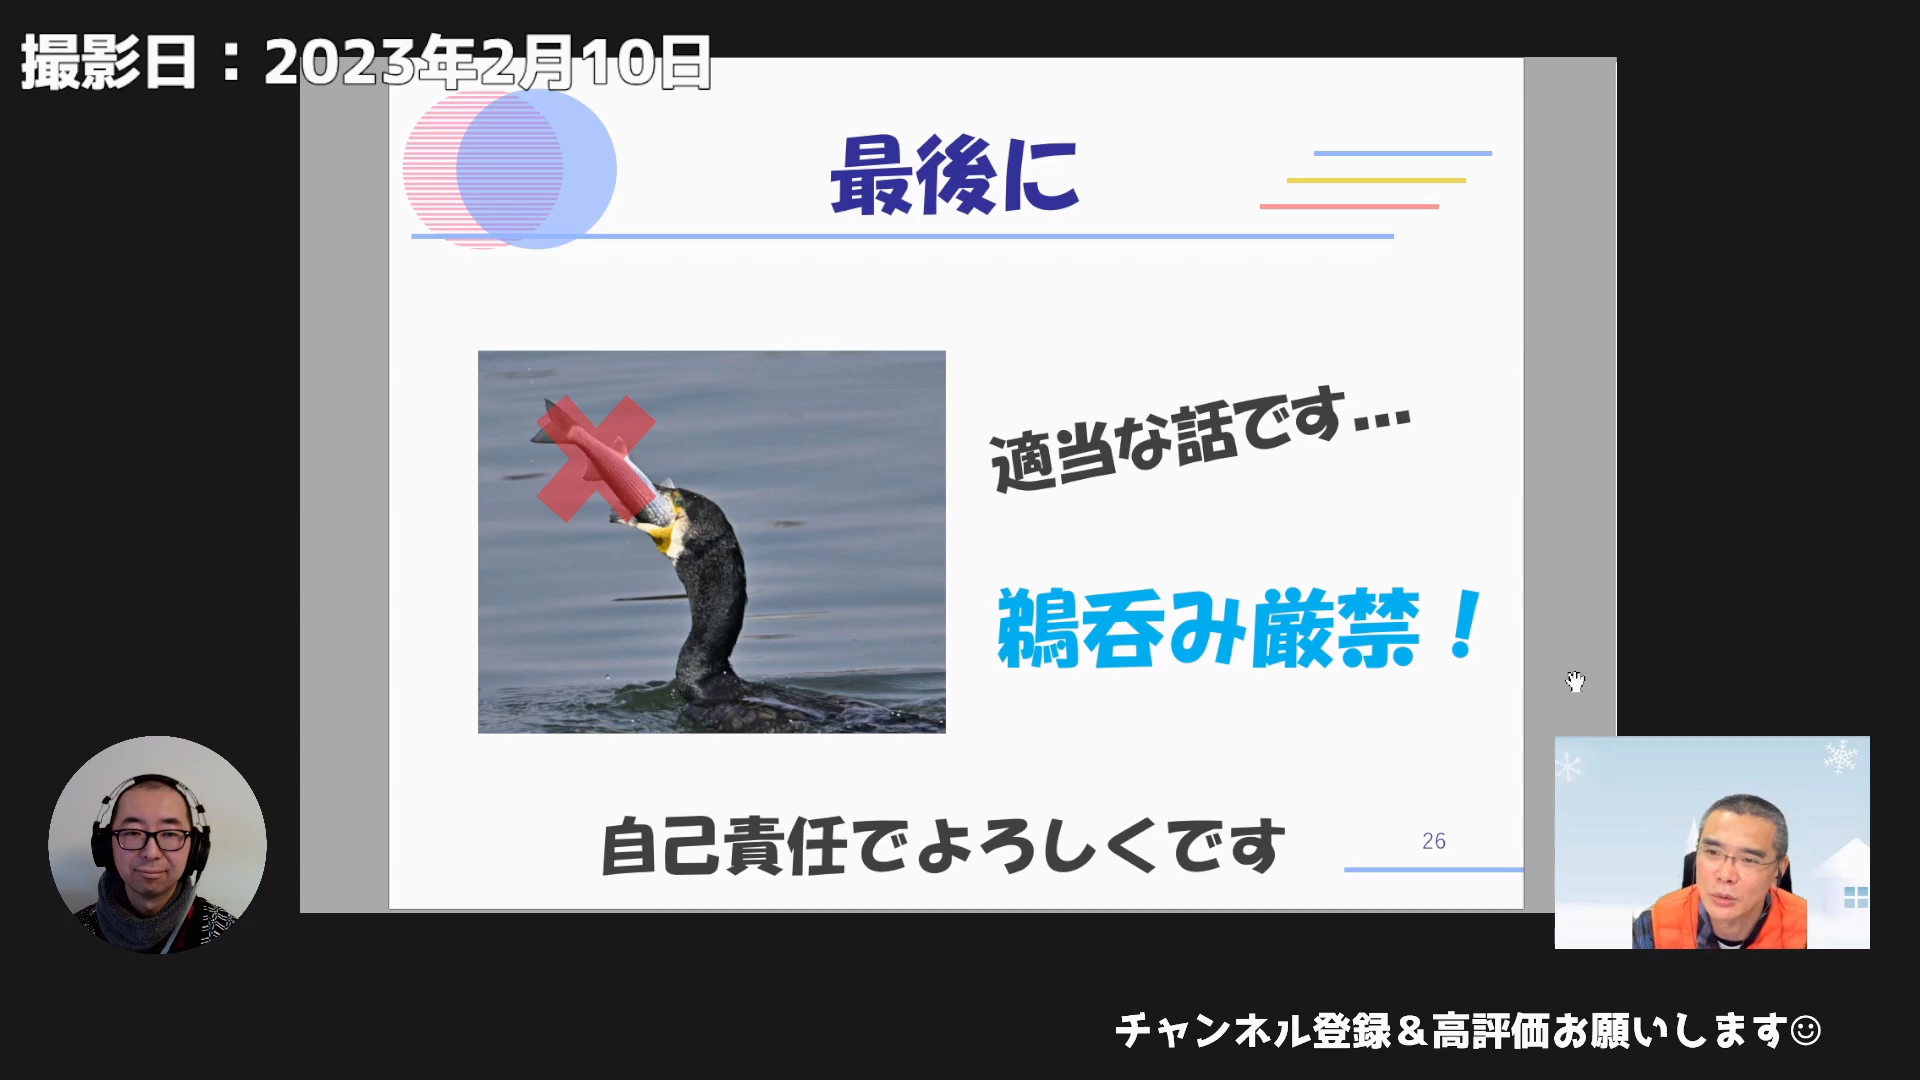 撮影日：2023年2月10日
最後に
適当な話です...
鵜呑み厳禁！
自己責任でよろしくです
26
チャンネル登録＆高評価お願いします☺